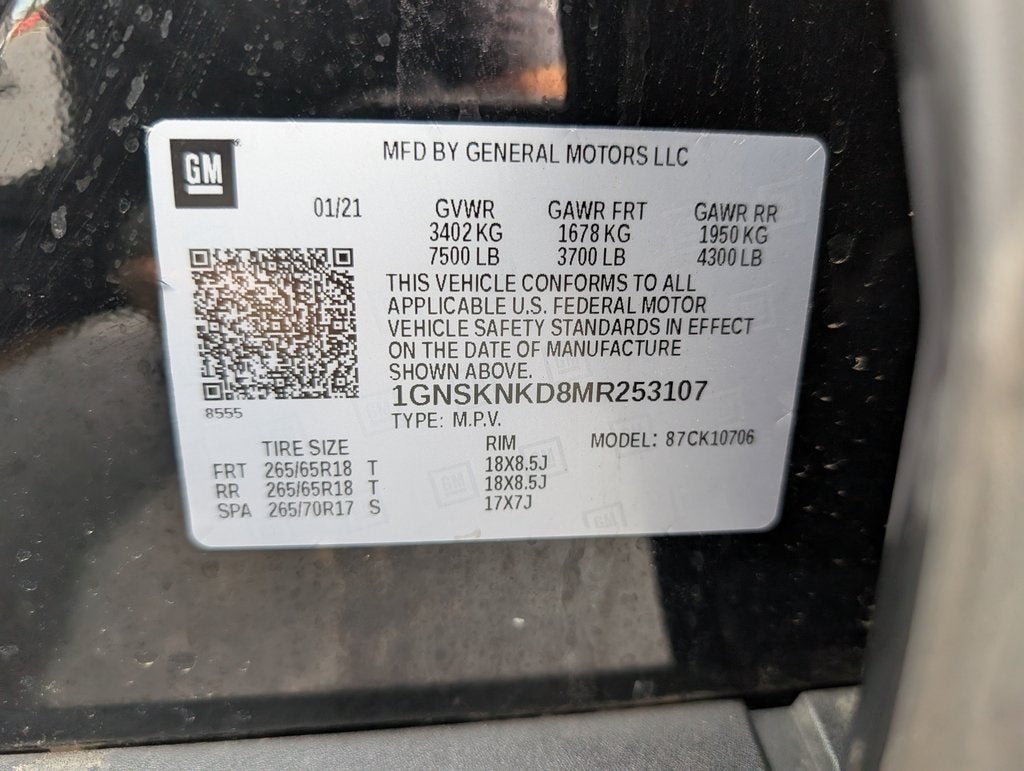 GM
MFD BY GENERAL MOTORS LLC
01/21 GVWR GAWR FRT GAWR RR
3402 KG 1678 KG 1950 KG
7500 LB 3700 LB 4300 LB
THIS VEHICLE CONFORMS TO ALL
APPLICABLE U.S. FEDERAL MOTOR
VEHICLE SAFETY STANDARDS IN EFFECT
ON THE DATE OF MANUFACTURE
SHOWN ABOVE.
1GNSKNKD8MR253107
8555
TYPE: M.P.V.
TIRE SIZE RIM MODEL: 87CK10706
FRT 265/65R18 T 18X8.5J
RR 265/65R18 T 18X8.5J
SPA 265/70R17 S 17X7J
GM
GM